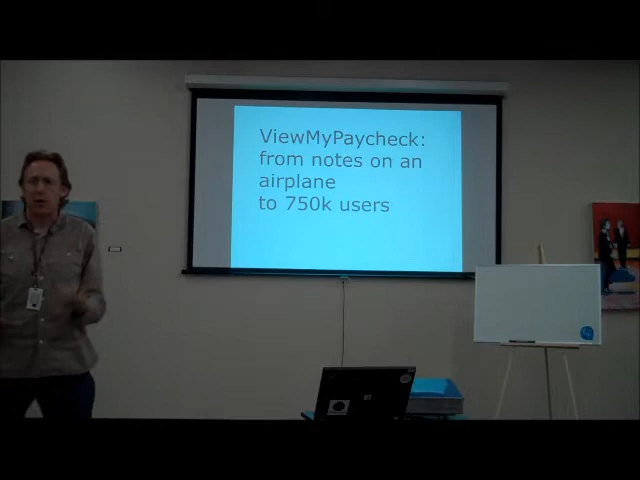 ViewMyPaycheck:
from notes on an
airplane
to 750k users